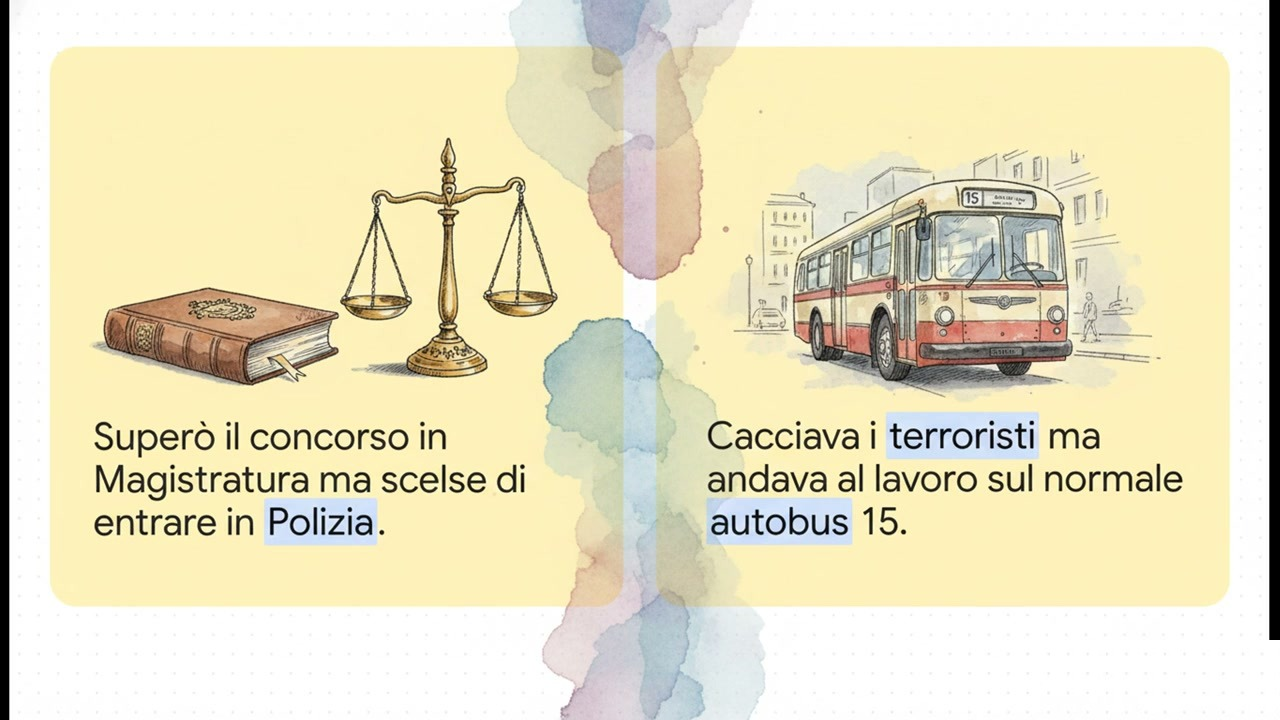 Superò il concorso in
Magistratura ma scelse di
entrare in Polizia.
15
Cacciava i terroristi ma
andava al lavoro sul normale
autobus 15.